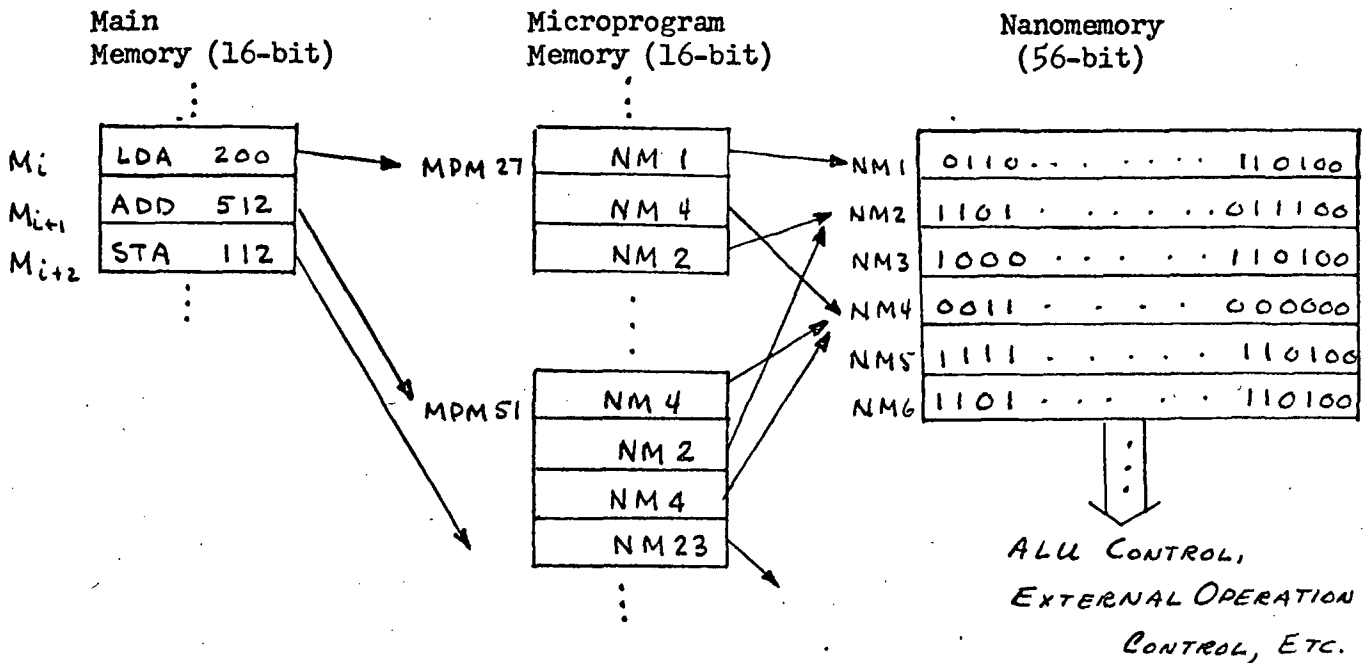 Main
Memory (16-bit)
Microprogram
Memory (16-bit)
Nanomemory
(56-bit)
Mi LDA 200
Mi+1 ADD 512
Mi+2 STA 112
MPM 27 NM 1
NM 4
NM 2
MPM 51 NM 4
NM 2
NM 4
NM 23
NM1 0110... ..... 110100
NM2 1101 . ..... 011100
NM3 1000 . . . . . 110100
NM4 0011 . . . . 000000
NM5 1111 . . . . . 110100
NM6 1101 ... . . . 110100
ALU CONTROL,
EXTERNAL OPERATION
CONTROL, ETC.